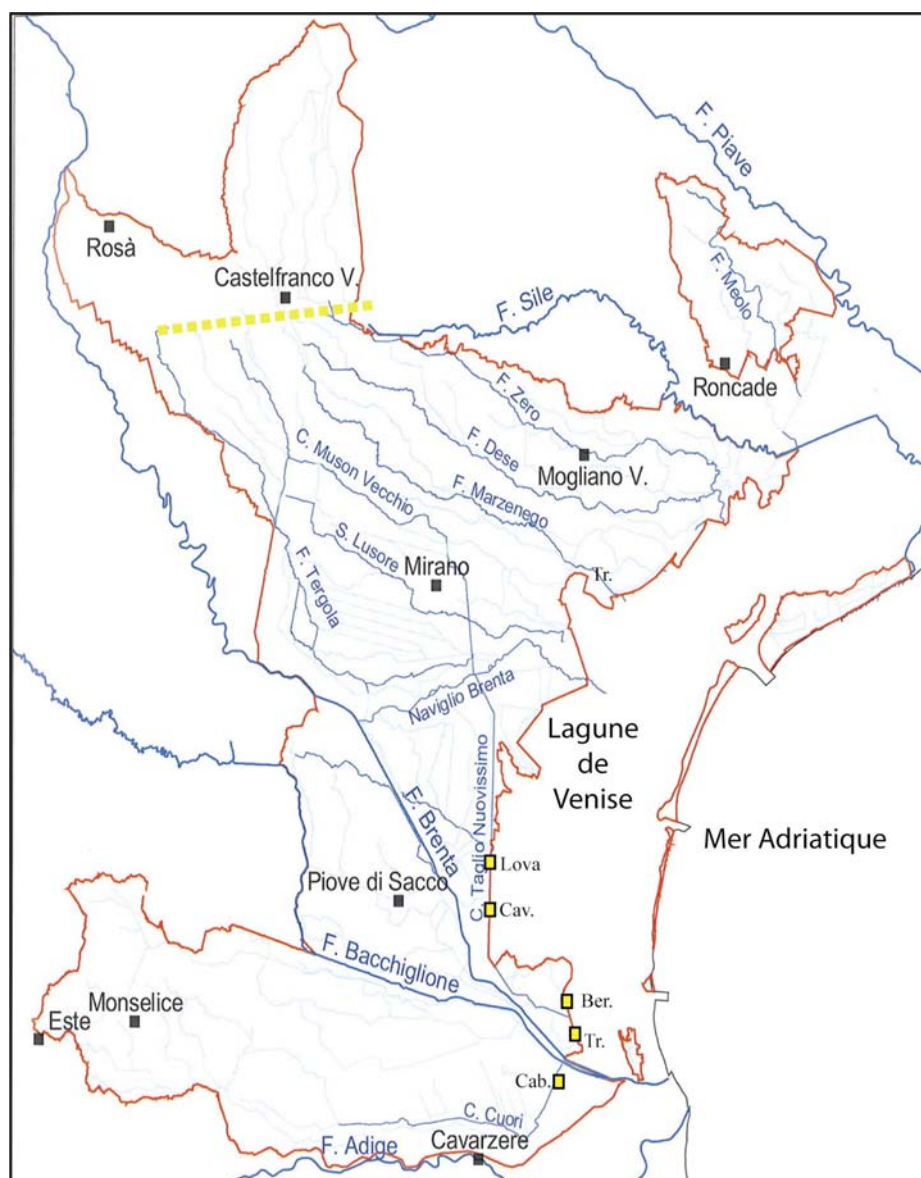 F. Piave
Rosà
Castelfranco V.
F. Meolo
F. Sile
Roncade
F. Zero
F. Dese
Mogliano V.
C. Muson Vecchio
F. Marzenego
S. Lusore
Mirano
Tr.
F. Tergola
Naviglio Brenta
Lagune
de
Venise
C. Taglio Nuovissimo
Mer Adriatique
F. Brenta
Lova
Piove di Sacco
Cav.
F. Bacchiglione
Monselice
Ber.
Este
Tr.
Cab.
C. Cuori
F. Adige
Cavarzere